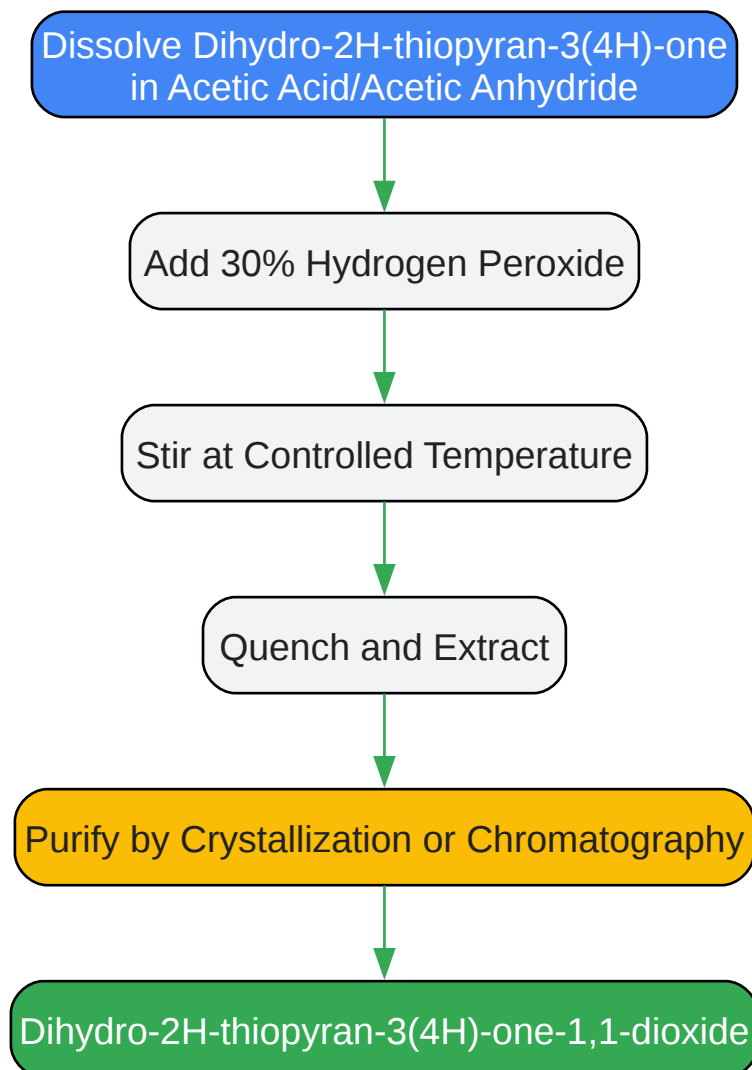 Dissolve Dihydro-2H-thiopyran-3(4H)-one
in Acetic Acid/Acetic Anhydride
Add 30% Hydrogen Peroxide
Stir at Controlled Temperature
Quench and Extract
Purify by Crystallization or Chromatography
Dihydro-2H-thiopyran-3(4H)-one-1,1-dioxide